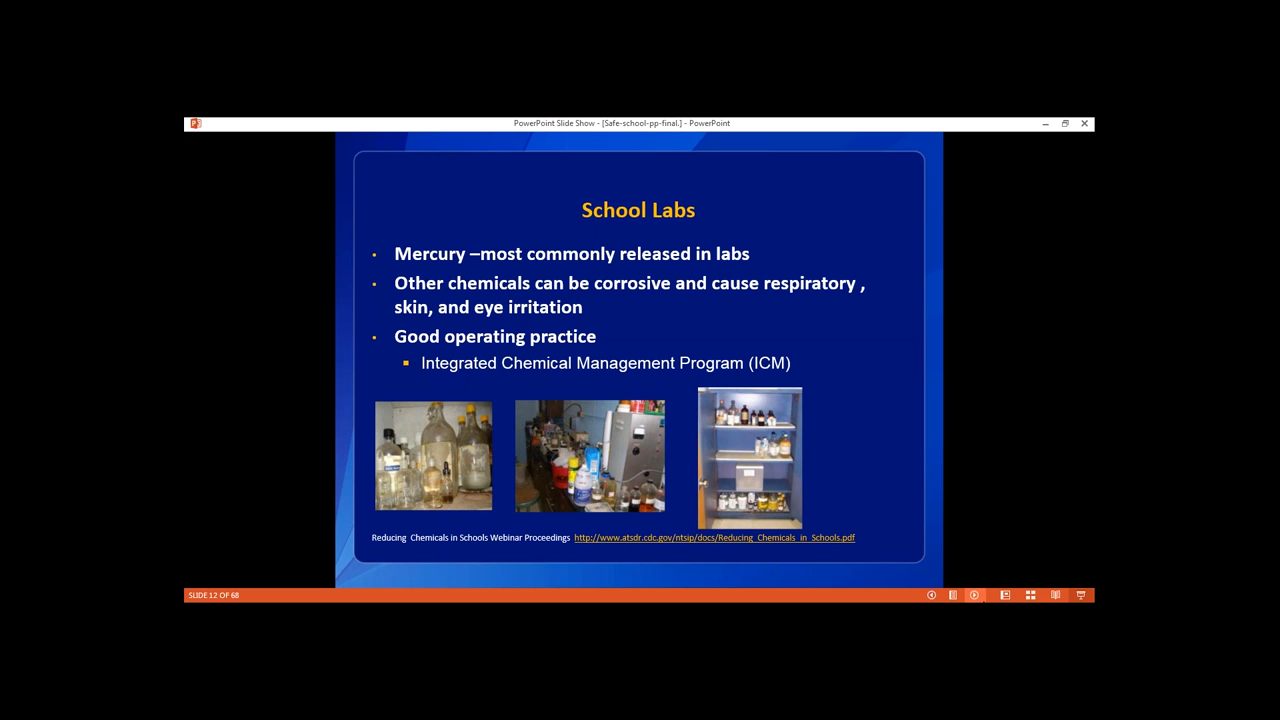 PowerPoint Slide Show - [Safe-school-pp-final.] - PowerPoint
School Labs
• Mercury –most commonly released in labs
• Other chemicals can be corrosive and cause respiratory ,
skin, and eye irritation
• Good operating practice
▪ Integrated Chemical Management Program (ICM)
Reducing Chemicals in Schools Webinar Proceedings http://www.atsdr.cdc.gov/ntsip/docs/Reducing_Chemicals_in_Schools.pdf
SLIDE 12 OF 68